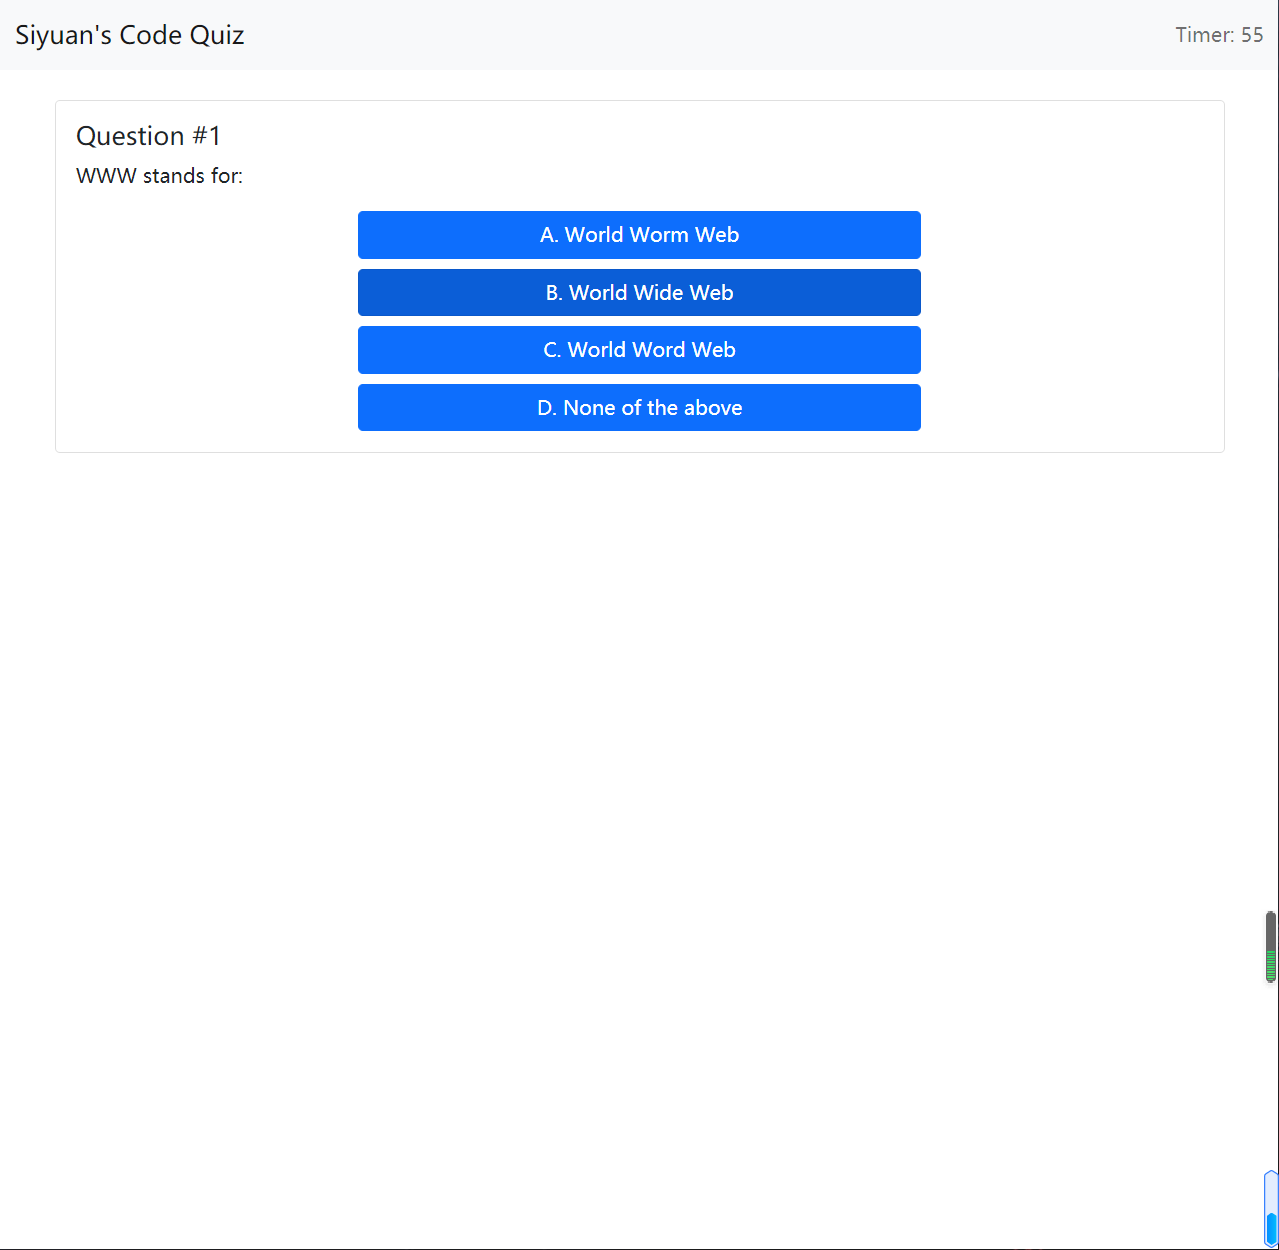 Siyuan's Code Quiz
Timer: 55
Question #1
WWW stands for:
A. World Worm Web
B. World Wide Web
C. World Word Web
D. None of the above